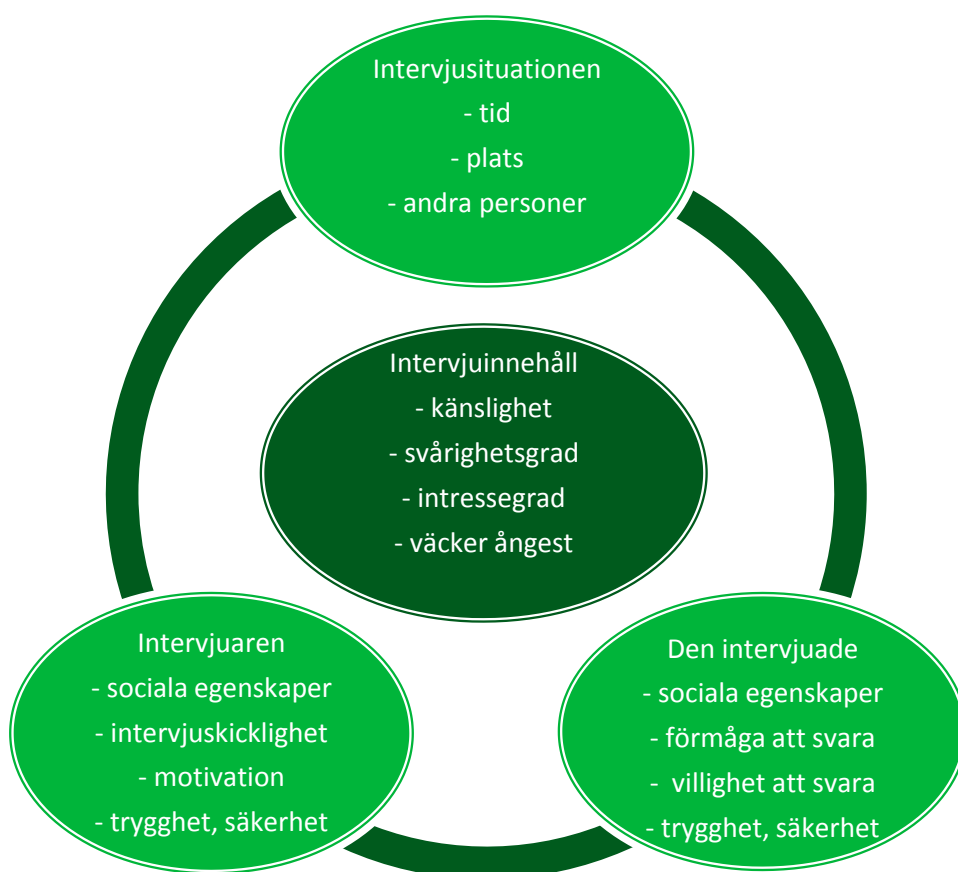 Intervjusituationen
- tid
- plats
- andra personer
Intervjuinnehåll
- känslighet
- svårighetsgrad
- intressegrad
- väcker ångest
Intervjuaren
- sociala egenskaper
- intervjuskicklighet
- motivation
- trygghet, säkerhet
Den intervjuade
- sociala egenskaper
- förmåga att svara
- villighet att svara
- trygghet, säkerhet